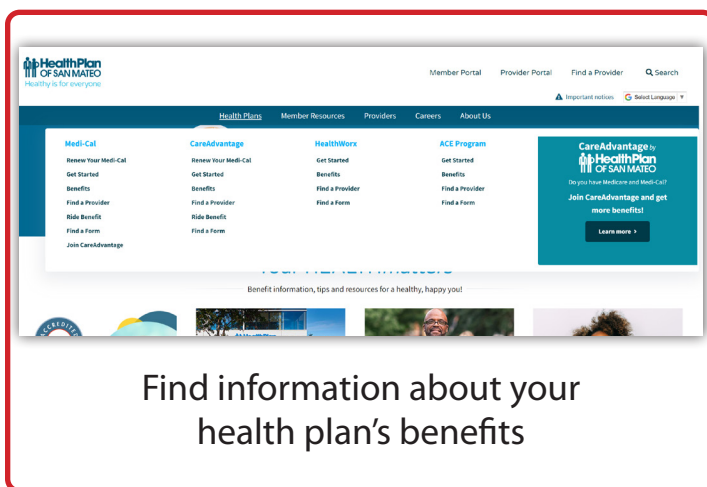 HealthPlan
OF SAN MATEO
Healthy is for everyone
Member Portal Provider Portal Find a Provider Search
Important notices G Select Language ▼
Health Plans Member Resources Providers Careers About Us
Medi-Cal
Renew Your Medi-Cal
Get Started
Benefits
Find a Provider
Ride Benefit
Find a Form
Join CareAdvantage
CareAdvantage
Renew Your Medi-Cal
Get Started
Benefits
Find a Provider
Ride Benefit
Find a Form
HealthWorx
Get Started
Benefits
Find a Provider
Find a Form
ACE Program
Get Started
Benefits
Find a Provider
Find a Form
CareAdvantage by
HealthPlan
OF SAN MATEO
Do you have Medicare and Medi-Cal?
Join CareAdvantage and get
more benefits!
Learn more >
Your HEALTH matters
Benefit information, tips and resources for a healthy, happy you!
ACCREDITED
Find information about your
health plan's benefits